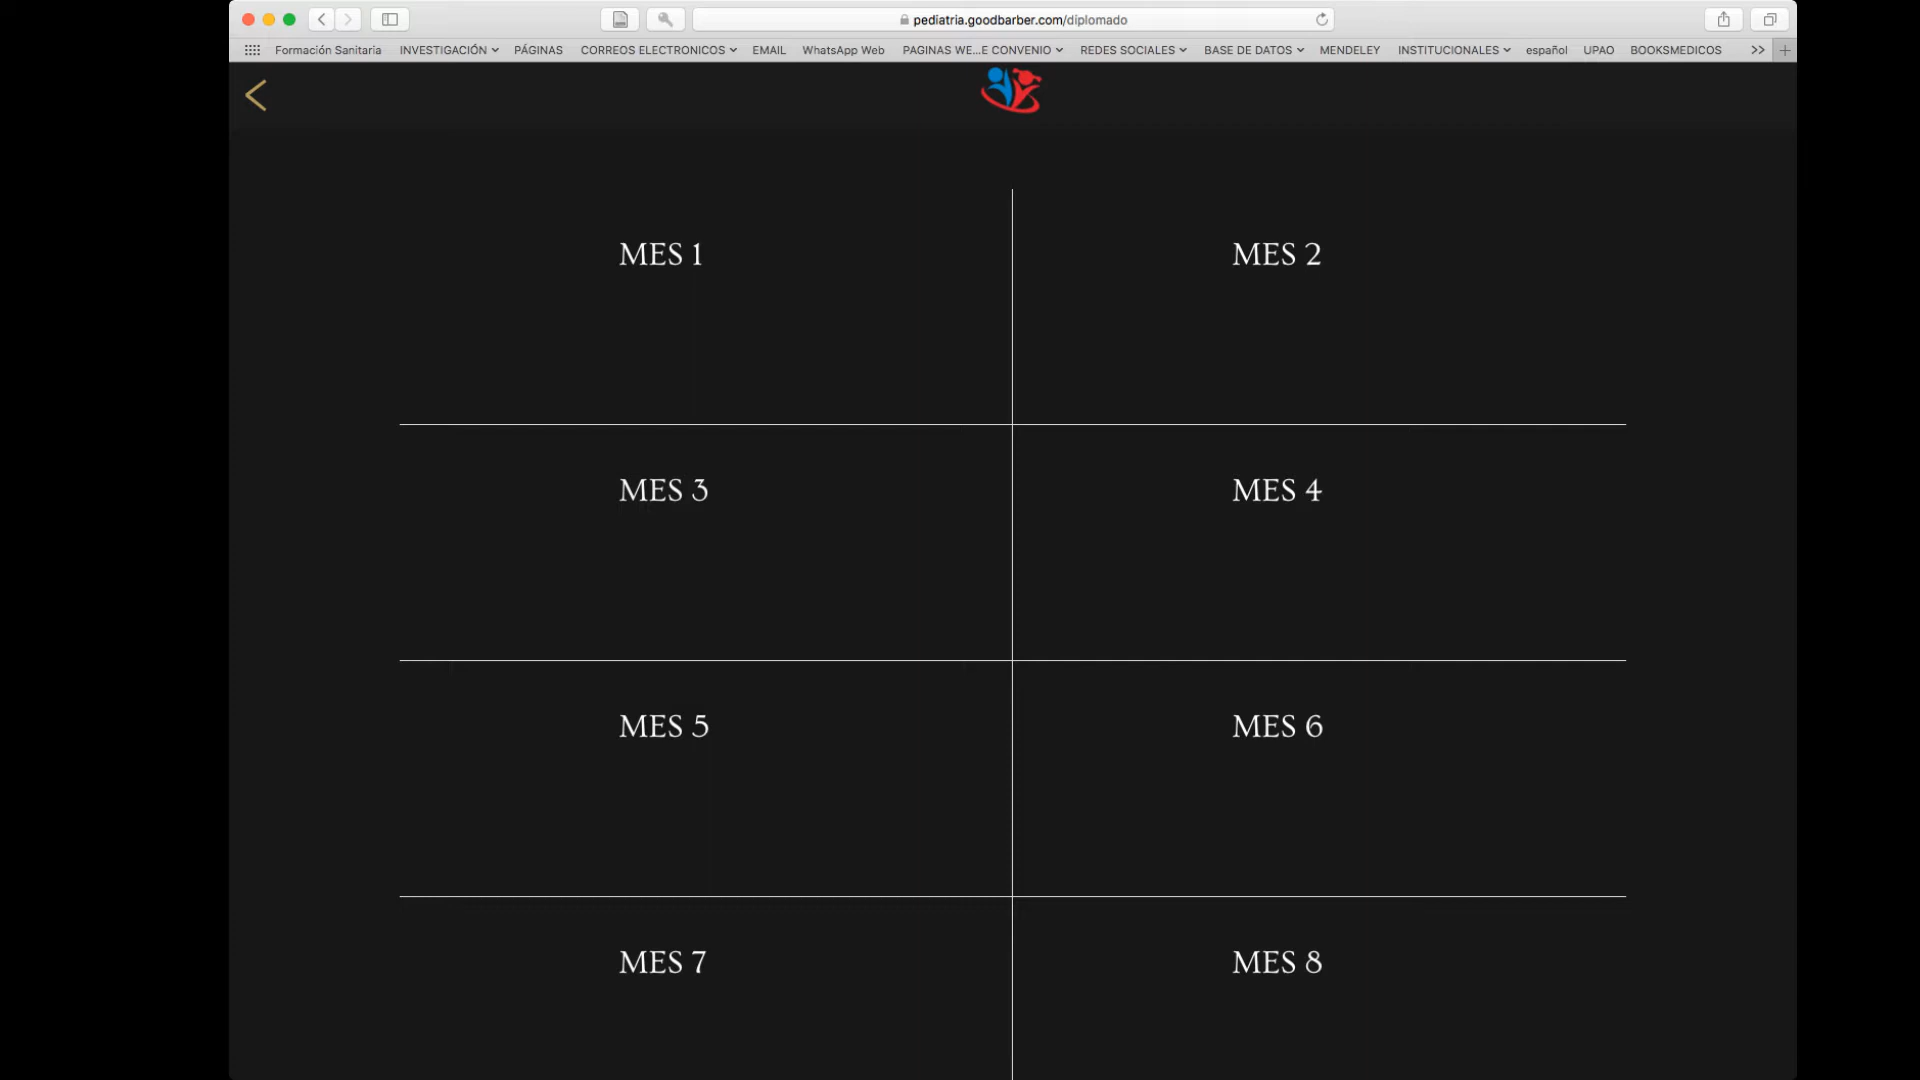 pediatria.goodbarber.com/diplomado
Formación Sanitaria INVESTIGACIÓN PÁGINAS CORREOS ELECTRONICOS EMAIL WhatsApp Web PAGINAS WE...E CONVENIO REDES SOCIALES BASE DE DATOS MENDELEY INSTITUCIONALES español UPAO BOOKSMEDICOS >>
MES 1 MES 2
MES 3 MES 4
MES 5 MES 6
MES 7 MES 8